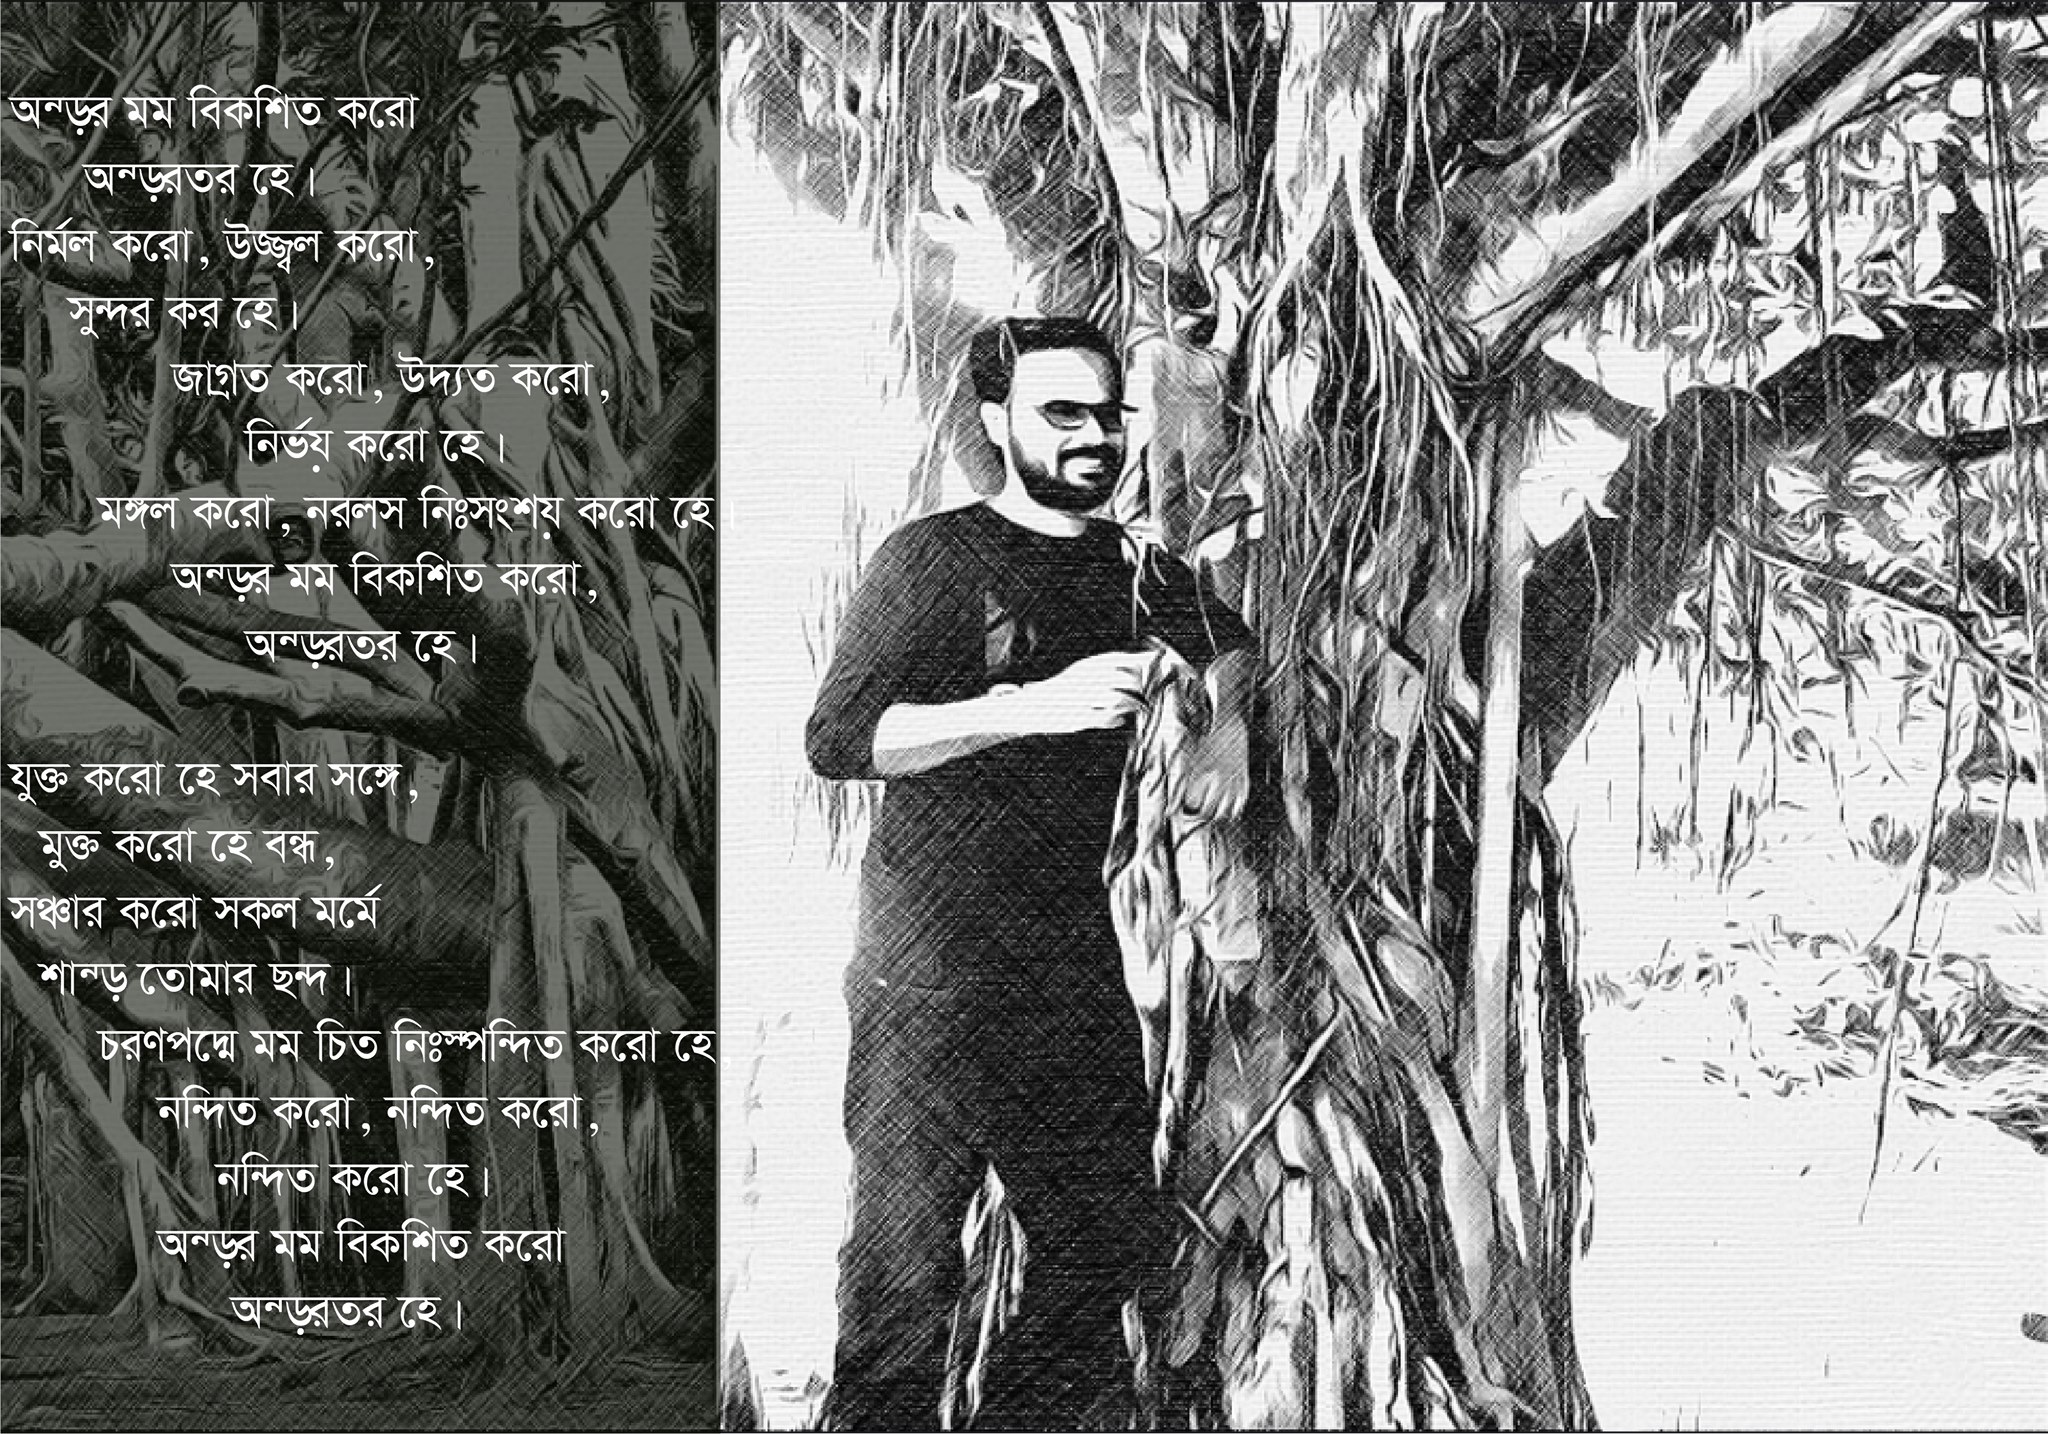 অন্ড়র মম বিকশিত করো
অন্ড়রতর হে।
নির্মল করো, উজ্জ্বল করো,
সুন্দর কর হে।
জাগ্রত করো, উদ্যত করো,
নির্ভয় করো হে।
মঙ্গল করো, নরলস নিঃসংশয় করো হে।
অন্ড়র মম বিকশিত করো,
অন্ড়রতর হে।
যুক্ত করো হে সবার সঙ্গে,
মুক্ত করো হে বন্ধ,
সঞ্চার করো সকল মর্মে
শান্ড় তোমার ছন্দ।
চরণপদ্মে মম চিত নিঃস্পন্দিত করো হে,
নন্দিত করো, নন্দিত করো,
নন্দিত করো হে।
অন্ড়র মম বিকশিত করো
অন্ড়রতর হে।